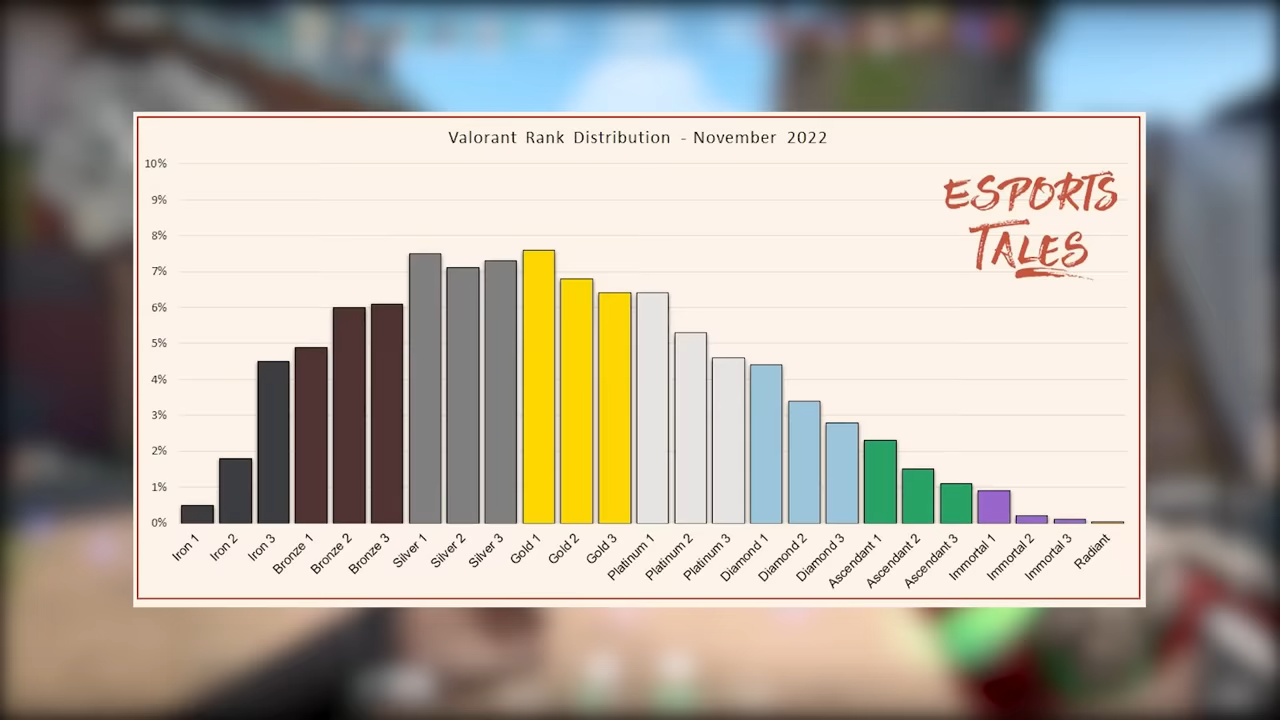 Valorant Rank Distribution - November 2022
ESPORTS
TALES
10%
9%
8%
7%
6%
5%
4%
3%
2%
1%
0%
Iron 1
Iron 2
Iron 3
Bronze 1
Bronze 2
Bronze 3
Silver 1
Silver 2
Silver 3
Gold 1
Gold 2
Gold 3
Platinum 1
Platinum 2
Platinum 3
Diamond 1
Diamond 2
Diamond 3
Ascendant 1
Ascendant 2
Ascendant 3
Immortal 1
Immortal 2
Immortal 3
Radiant